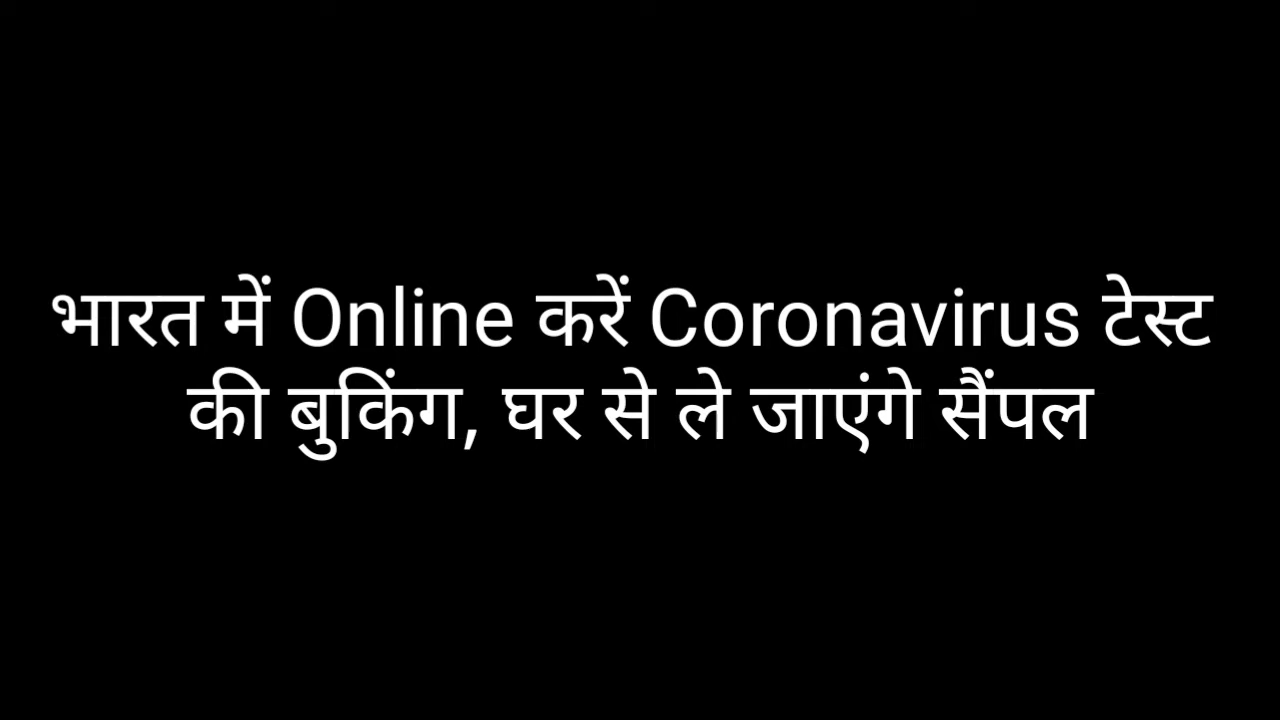 भारत में Online करें Coronavirus टेस्ट
की बुकिंग, घर से ले जाएंगे सैंपल